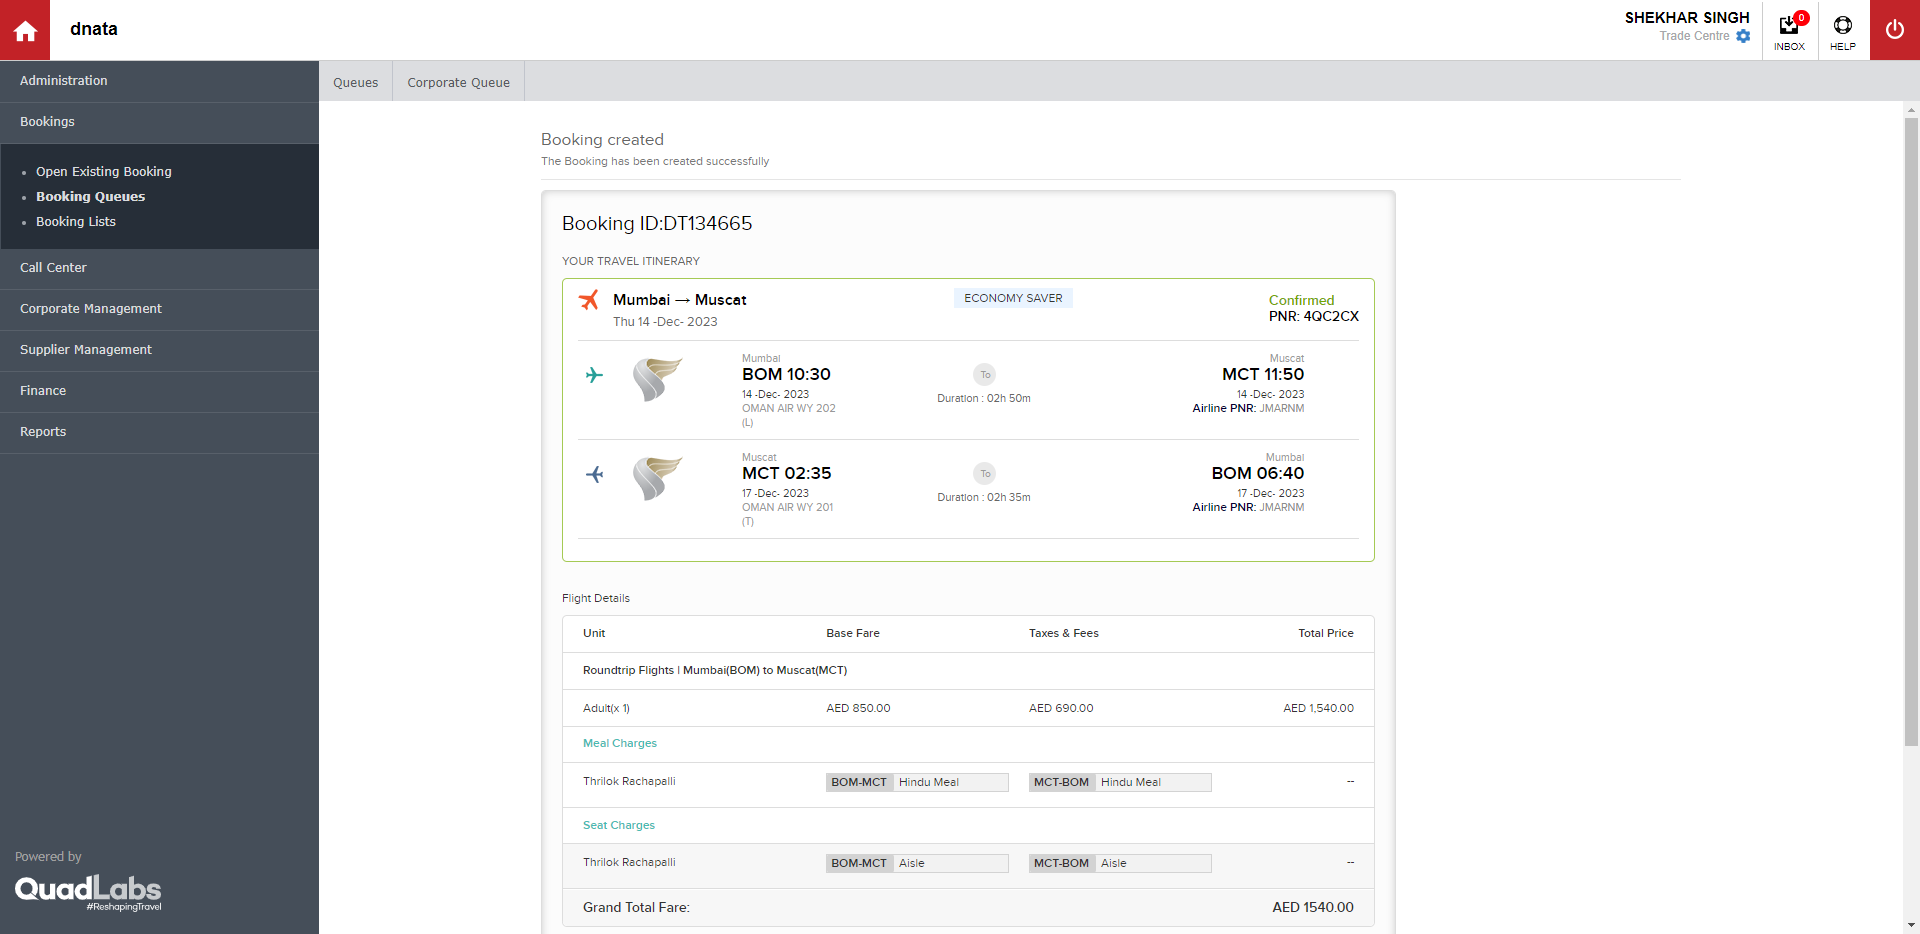 dnata
SHEKHAR SINGH
Trade Centre
0
INBOX
HELP
Administration
Bookings
Open Existing Booking
Booking Queues
Booking Lists
Call Center
Corporate Management
Supplier Management
Finance
Reports
Powered by
QuadLabs
#ReshapingTravel
Queues
Corporate Queue
Booking created
The Booking has been created successfully
Booking ID:DT134665
YOUR TRAVEL ITINERARY
Mumbai → Muscat
ECONOMY SAVER
Confirmed
Thu 14 -Dec- 2023
PNR: 4QC2CX
Mumbai
BOM 10:30
14 -Dec- 2023
OMAN AIR WY 202
(L)
To
Duration : 02h 50m
Muscat
MCT 11:50
14 -Dec- 2023
Airline PNR: JMARNM
Muscat
MCT 02:35
17 -Dec- 2023
OMAN AIR WY 201
(T)
To
Duration : 02h 35m
Mumbai
BOM 06:40
17 -Dec- 2023
Airline PNR: JMARNM
Flight Details
Unit Base Fare Taxes & Fees Total Price
Roundtrip Flights | Mumbai(BOM) to Muscat(MCT)
Adult(x 1) AED 850.00 AED 690.00 AED 1,540.00
Meal Charges
Thrilok Rachapalli BOM-MCT Hindu Meal MCT-BOM Hindu Meal --
Seat Charges
Thrilok Rachapalli BOM-MCT Aisle MCT-BOM Aisle --
Grand Total Fare: AED 1540.00